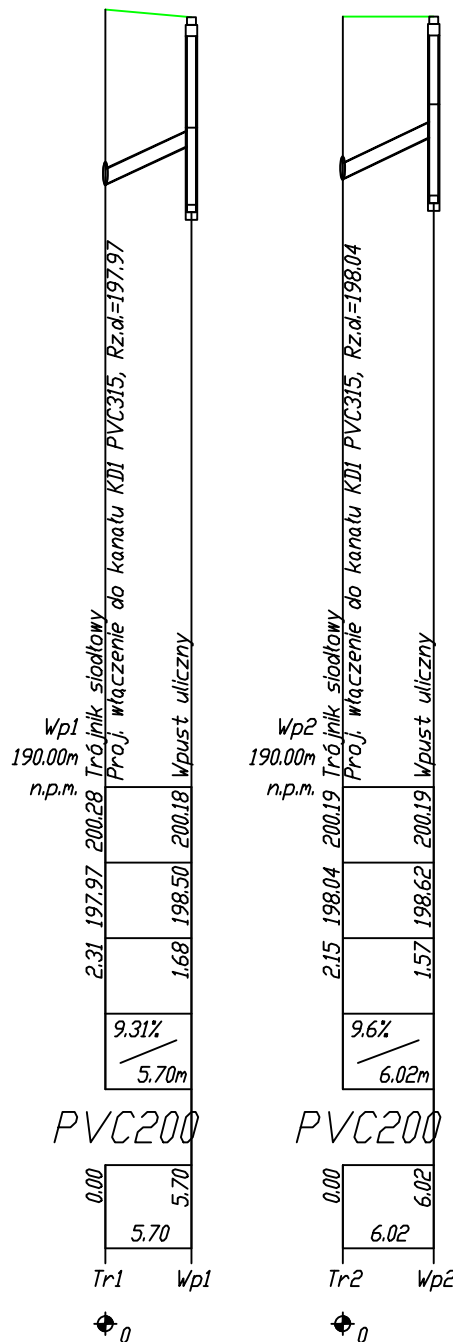 Wp1
190.00m
n.p.m.
Trójnik siodłowy
Proj. włączenie do kanału KD1 PVC315, Rz.d.=197.97
Wpust uliczny
200.28
200.18
197.97
198.50
2.31
1.68
9.31%
5.70m
PVC200
0.00
5.70
5.70
Tr1
Wp1
0
Wp2
190.00m
n.p.m.
Trójnik siodłowy
Proj. włączenie do kanału KD1 PVC315, Rz.d.=198.04
Wpust uliczny
200.19
200.19
198.04
198.62
2.15
1.57
9.6%
6.02m
PVC200
0.00
6.02
6.02
Tr2
Wp2
0